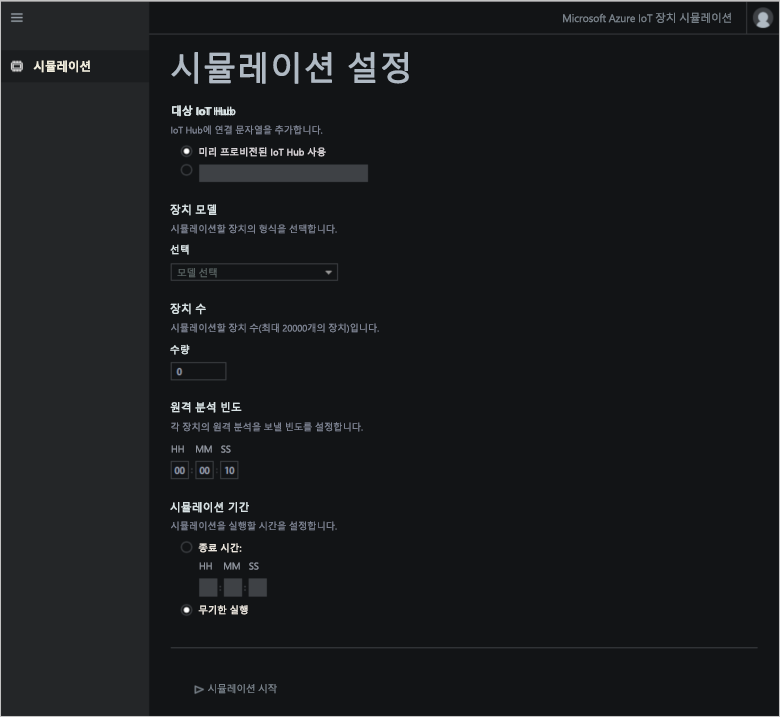 Microsoft Azure IoT 장치 시뮬레이션
시뮬레이션
시뮬레이션 설정
대상 IoT Hub
IoT Hub에 연결 문자열을 추가합니다.
미리 프로비전된 IoT Hub 사용
장치 모델
시뮬레이션할 장치의 형식을 선택합니다.
선택
모델 선택
장치 수
시뮬레이션할 장치 수(최대 20000개의 장치)입니다.
수량
0
원격 분석 빈도
각 장치의 원격 분석을 보낼 빈도를 설정합니다.
HH MM SS
00 : 00 : 10
시뮬레이션 기간
시뮬레이션을 실행할 시간을 설정합니다.
종료 시간:
HH MM SS
: :
무기한 실행
시뮬레이션 시작